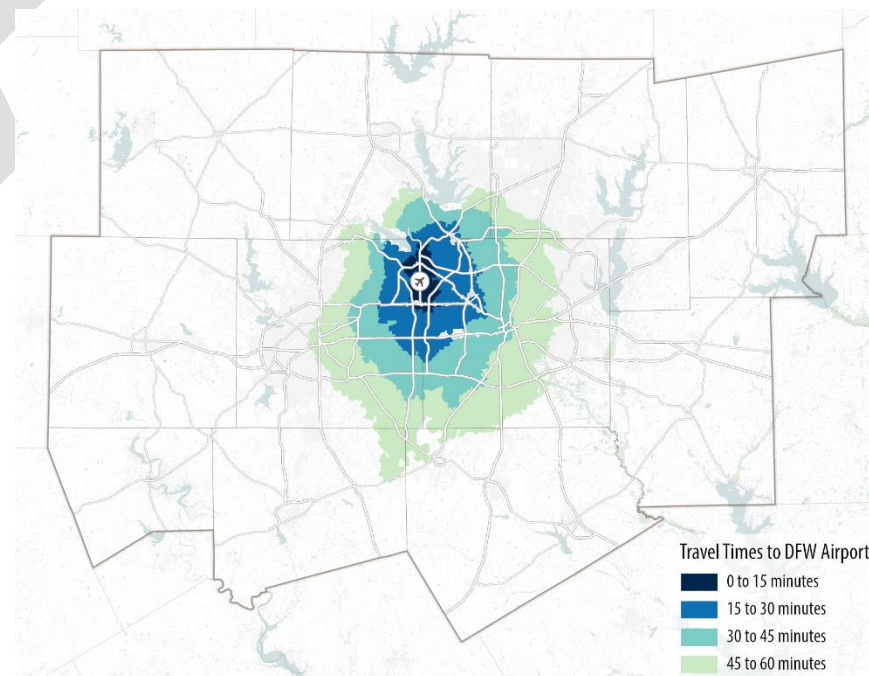 Travel Times to DFW Airport
0 to 15 minutes
15 to 30 minutes
30 to 45 minutes
45 to 60 minutes